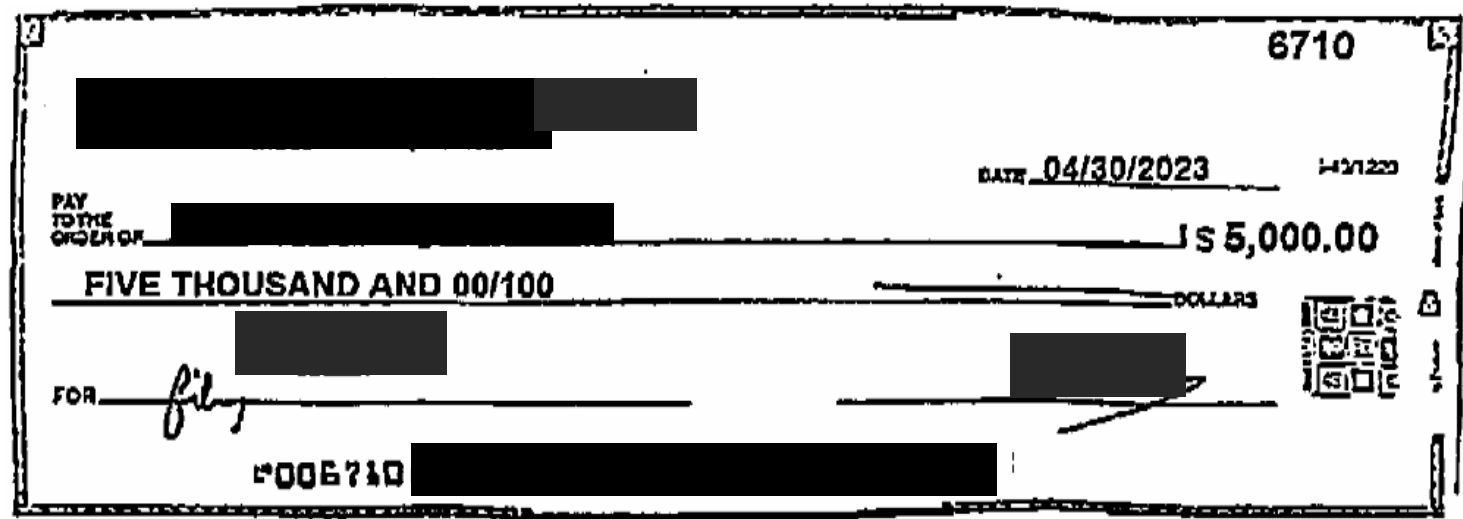 6710
DATE 04/30/2023
PAY
TO THE
ORDER OF
$ 5,000.00
FIVE THOUSAND AND 00/100
DOLLARS
FOR
006710